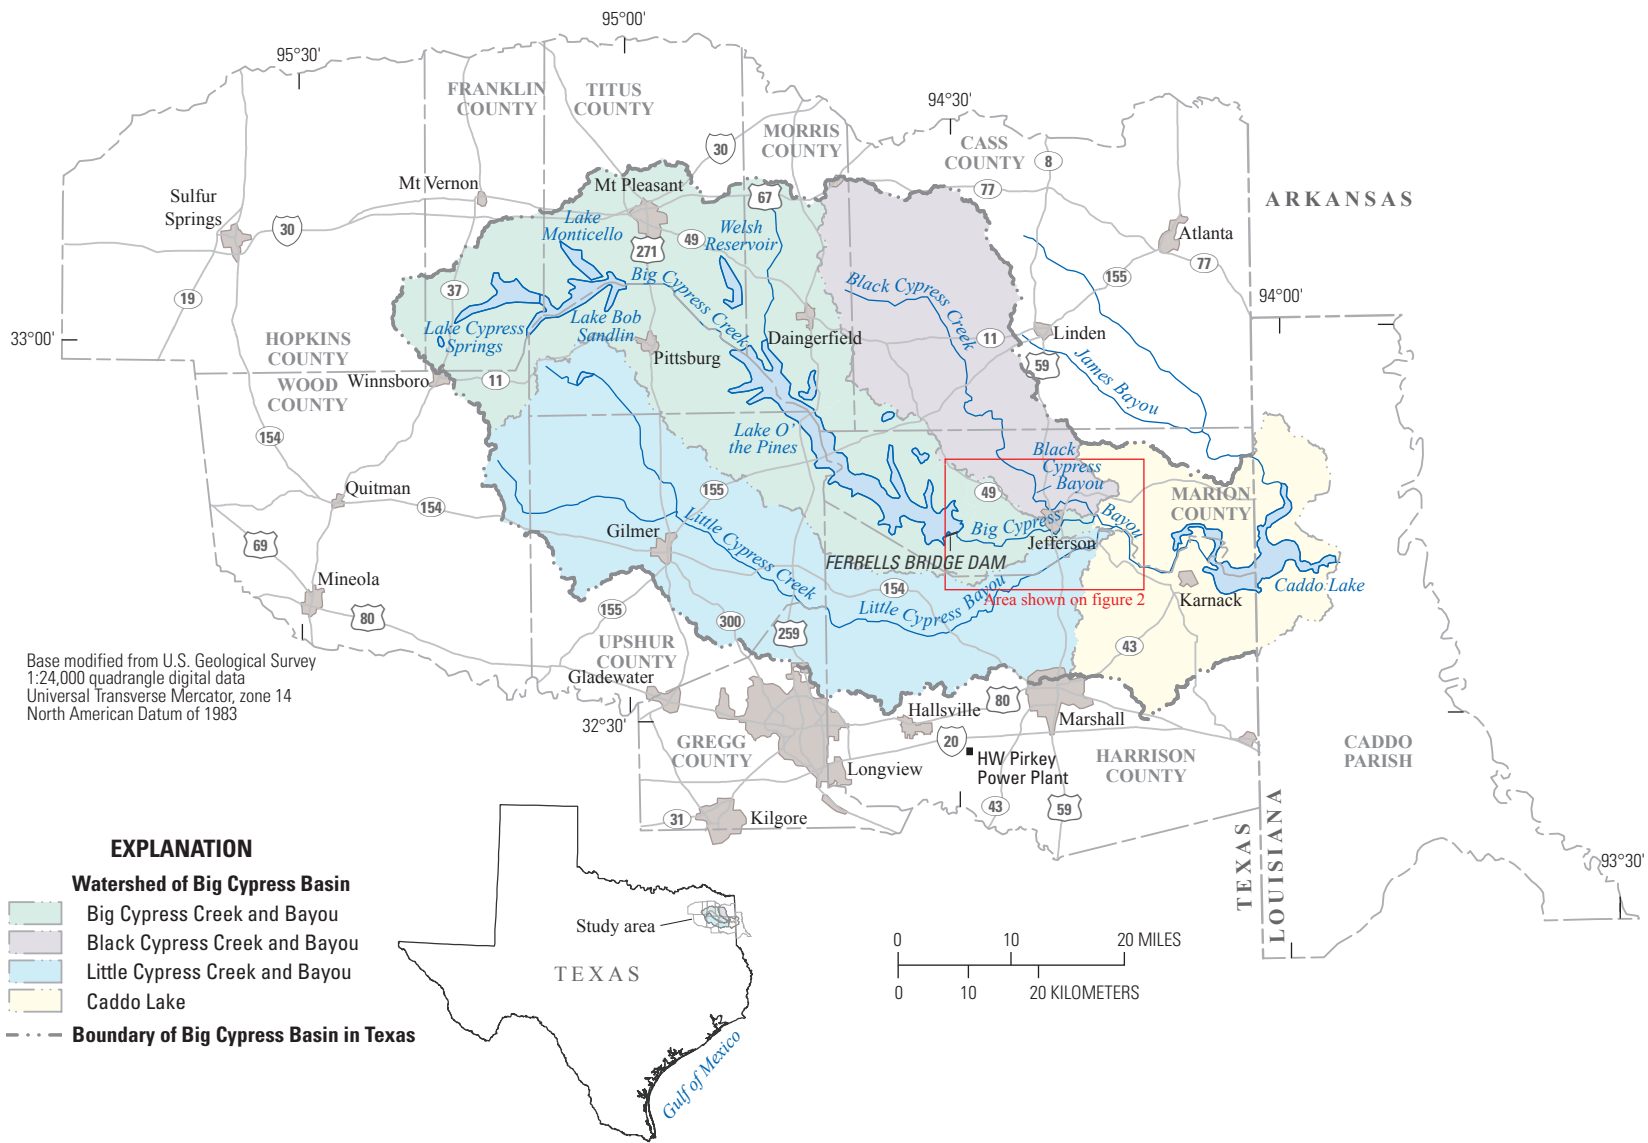 95°00'
95°30'
FRANKLIN
COUNTY
TITUS
COUNTY
94°30'
MORRIS
COUNTY
CASS
COUNTY
30
8
77
ARKANSAS
Mt Vernon
Mt Pleasant
67
Sulfur
Springs
30
Lake
Monticello
271
49
Welsh
Reservoir
Atlanta
77
155
19
37
Big Cypress Creek
Black Cypress Creek
94°00'
33°00'
Lake Cypress
Springs
Lake Bob
Sandlin
Daingerfield
11
Linden
59
James Bayou
HOPKINS
COUNTY
Pittsburg
WOOD
COUNTY
Winnsboro
11
154
Lake O'
the Pines
Black
Cypress
Bayou
Quitman
154
155
49
MARION
COUNTY
Little Cypress Creek
Big Cypress Bayou
Gilmer
Jefferson
69
FERRELLS BRIDGE DAM
Mineola
80
154
Little Cypress Bayou
Area shown on figure 2
Karnack
Caddo Lake
155
300
259
43
UPSHUR
COUNTY
Gladewater
Base modified from U.S. Geological Survey
1:24,000 quadrangle digital data
Universal Transverse Mercator, zone 14
North American Datum of 1983
32°30'
Hallsville
80
Marshall
GREGG
COUNTY
20
HW Pirkey
Power Plant
HARRISON
COUNTY
CADDO
PARISH
Longview
43
59
31
Kilgore
TEXAS
LOUISIANA
93°30'
EXPLANATION
Watershed of Big Cypress Basin
Big Cypress Creek and Bayou
Black Cypress Creek and Bayou
Little Cypress Creek and Bayou
Caddo Lake
Boundary of Big Cypress Basin in Texas
Study area
TEXAS
Gulf of Mexico
0 10 20 MILES
0 10 20 KILOMETERS